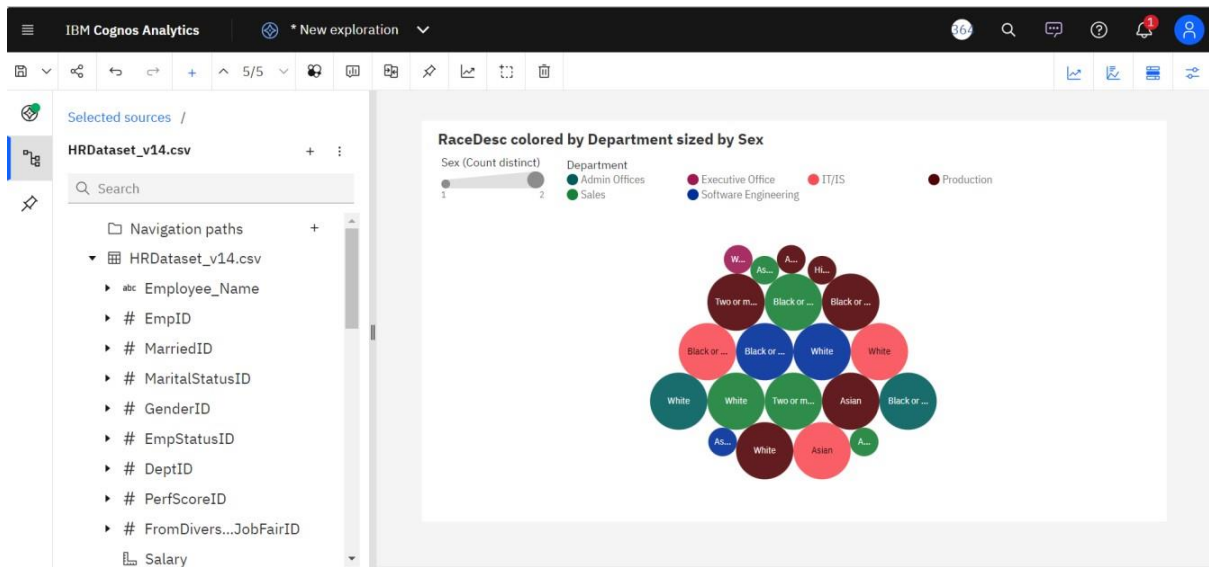 IBM Cognos Analytics
* New exploration
364
1
5/5
Selected sources /
HRDataset_v14.csv
Search
Navigation paths
HRDataset_v14.csv
abc Employee_Name
# EmpID
# MarriedID
# MaritalStatusID
# GenderID
# EmpStatusID
# DeptID
# PerfScoreID
# FromDivers...JobFairID
Salary
RaceDesc colored by Department sized by Sex
Sex (Count distinct)
1 2
Department
Admin Offices Executive Office IT/IS Production
Sales Software Engineering
W... As... A... Hi...
Two or m... Black or ... Black or ...
Black or ... Black or ... White White
White White Two or m... Asian Black or ...
As... White Asian A...